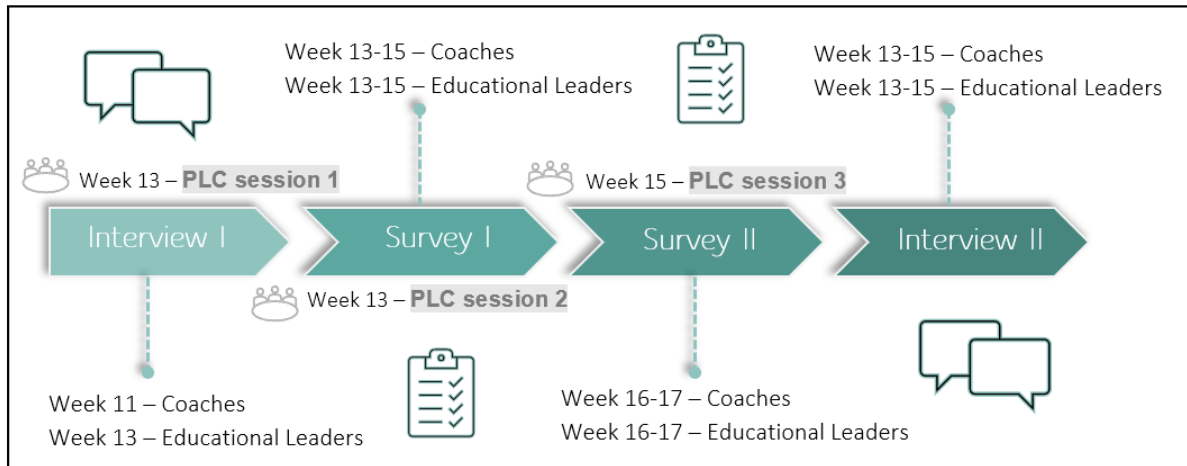 Week 13-15 – Coaches
Week 13-15 – Educational Leaders
Week 13-15 – Coaches
Week 13-15 – Educational Leaders
Week 13 – PLC session 1
Week 15 – PLC session 3
Interview I
Survey I
Survey II
Interview II
Week 13 – PLC session 2
Week 11 – Coaches
Week 13 – Educational Leaders
Week 16-17 – Coaches
Week 16-17 – Educational Leaders